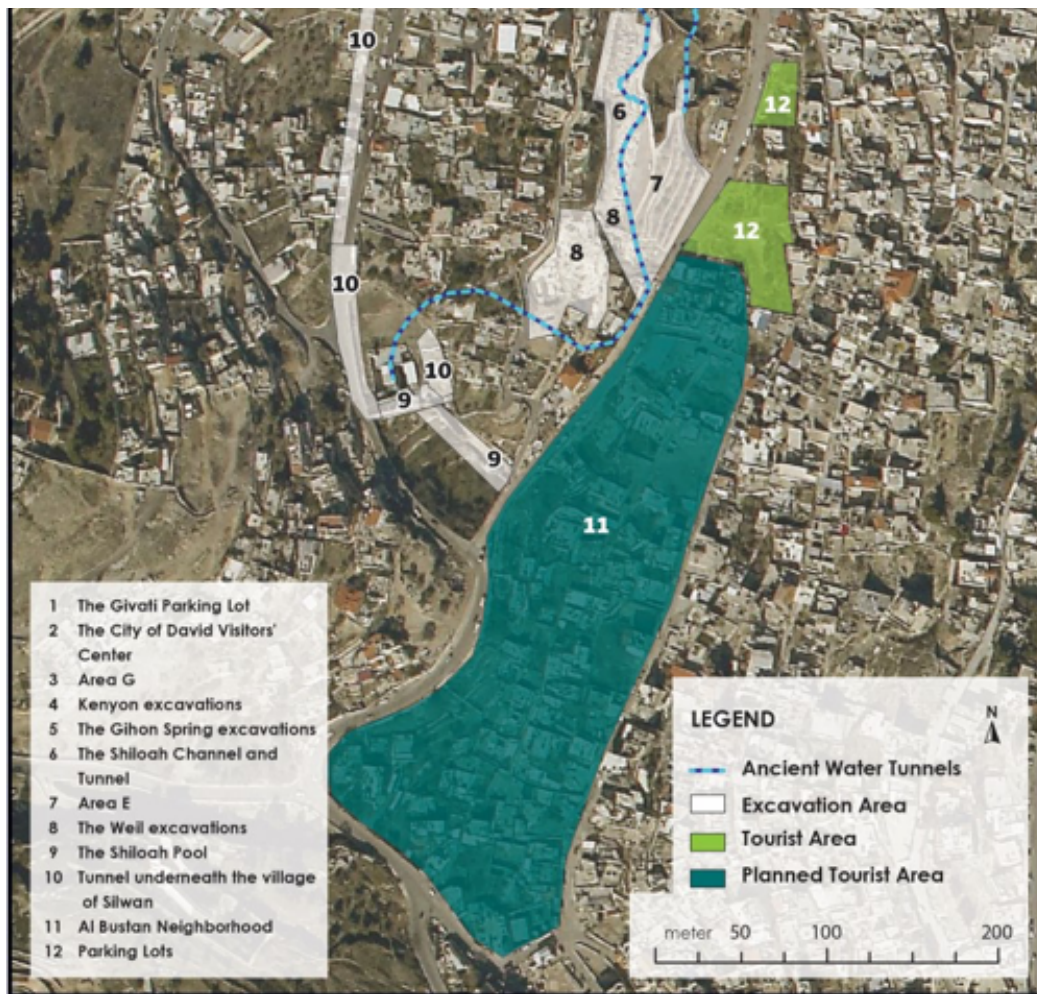 10
6
12
7
8
12
8
10
10
9
9
11
1 The Givati Parking Lot
2 The City of David Visitors'
Center
3 Area G
4 Kenyon excavations
5 The Gihon Spring excavations
6 The Shiloah Channel and
Tunnel
7 Area E
8 The Weil excavations
9 The Shiloah Pool
10 Tunnel underneath the village
of Silwan
11 Al Bustan Neighborhood
12 Parking Lots
LEGEND
N
Ancient Water Tunnels
Excavation Area
Tourist Area
Planned Tourist Area
meter 50 100 200